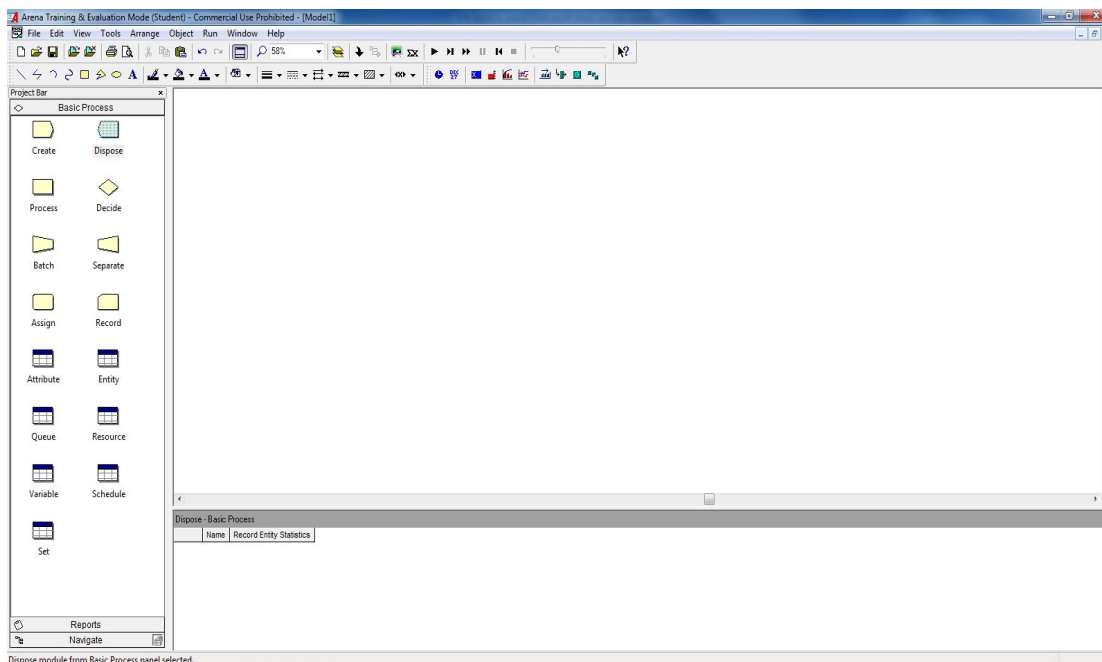 Arena Training & Evaluation Mode (Student) - Commercial Use Prohibited - [Model1]
File Edit View Tools Arrange Object Run Window Help
58%
Project Bar
Basic Process
Create Dispose
Process Decide
Batch Separate
Assign Record
Attribute Entity
Queue Resource
Variable Schedule
Set
Reports
Navigate
Dispose - Basic Process
Name Record Entity Statistics
Dispose module from Basic Process panel selected.